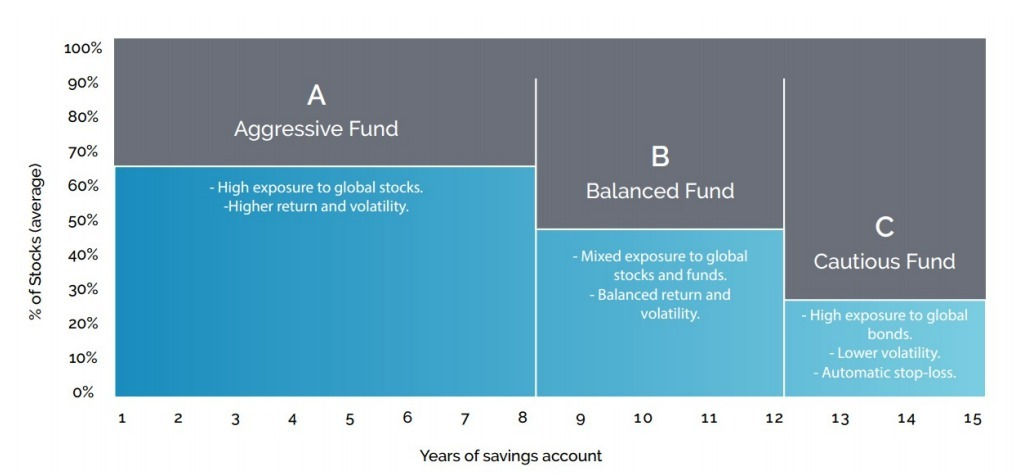 100%
90%
80%
70%
60%
50%
40%
30%
20%
10%
0%
% of Stocks (average)
A
Aggressive Fund
- High exposure to global stocks.
-Higher return and volatility.
B
Balanced Fund
- Mixed exposure to global
stocks and funds.
- Balanced return and
volatility.
C
Cautious Fund
- High exposure to global
bonds.
- Lower volatility.
- Automatic stop-loss.
1 2 3 4 5 6 7 8 9 10 11 12 13 14 15
Years of savings account